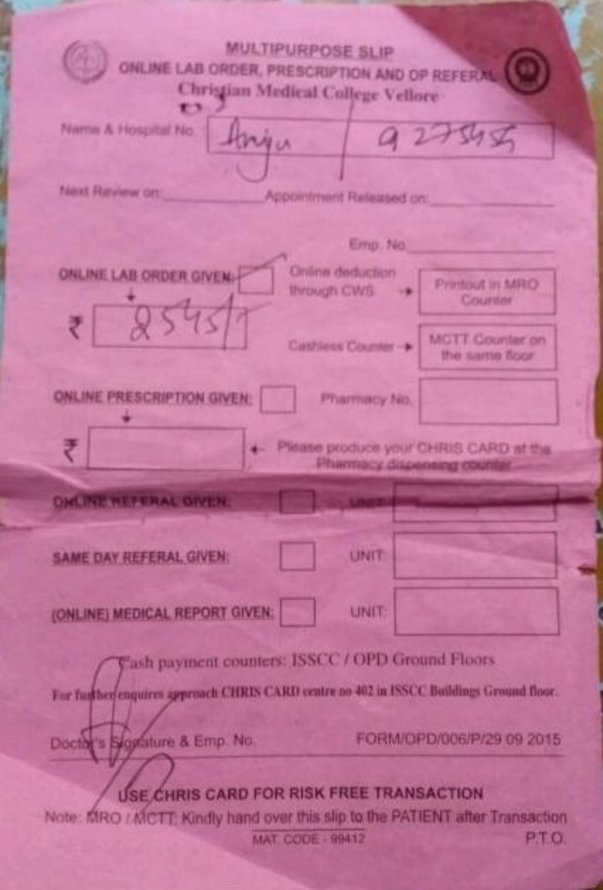 MULTIPURPOSE SLIP
ONLINE LAB ORDER, PRESCRIPTION AND OP REFERAL
Christian Medical College Vellore
Name & Hospital No. Anju 9275454
Next Review on: Appointment Released on:
Emp. No.
ONLINE LAB ORDER GIVEN: Online deduction through CWS → Printout in MRO Counter
₹ 2545/-
Cashless Counter → MCTT Counter on the same floor
ONLINE PRESCRIPTION GIVEN: Pharmacy No.
₹ ← Please produce your CHRIS CARD at the Pharmacy dispensing counter
ONLINE REFERAL GIVEN: UNIT:
SAME DAY REFERAL GIVEN: UNIT:
(ONLINE) MEDICAL REPORT GIVEN: UNIT:
Cash payment counters: ISSCC / OPD Ground Floors
For further enquires approach CHRIS CARD centre no 402 in ISSCC Buildings Ground floor.
Doctor's Signature & Emp. No. FORM/OPD/006/P/29 09 2015
USE CHRIS CARD FOR RISK FREE TRANSACTION
Note: MRO / MCTT: Kindly hand over this slip to the PATIENT after Transaction
MAT. CODE - 99412 P.T.O.